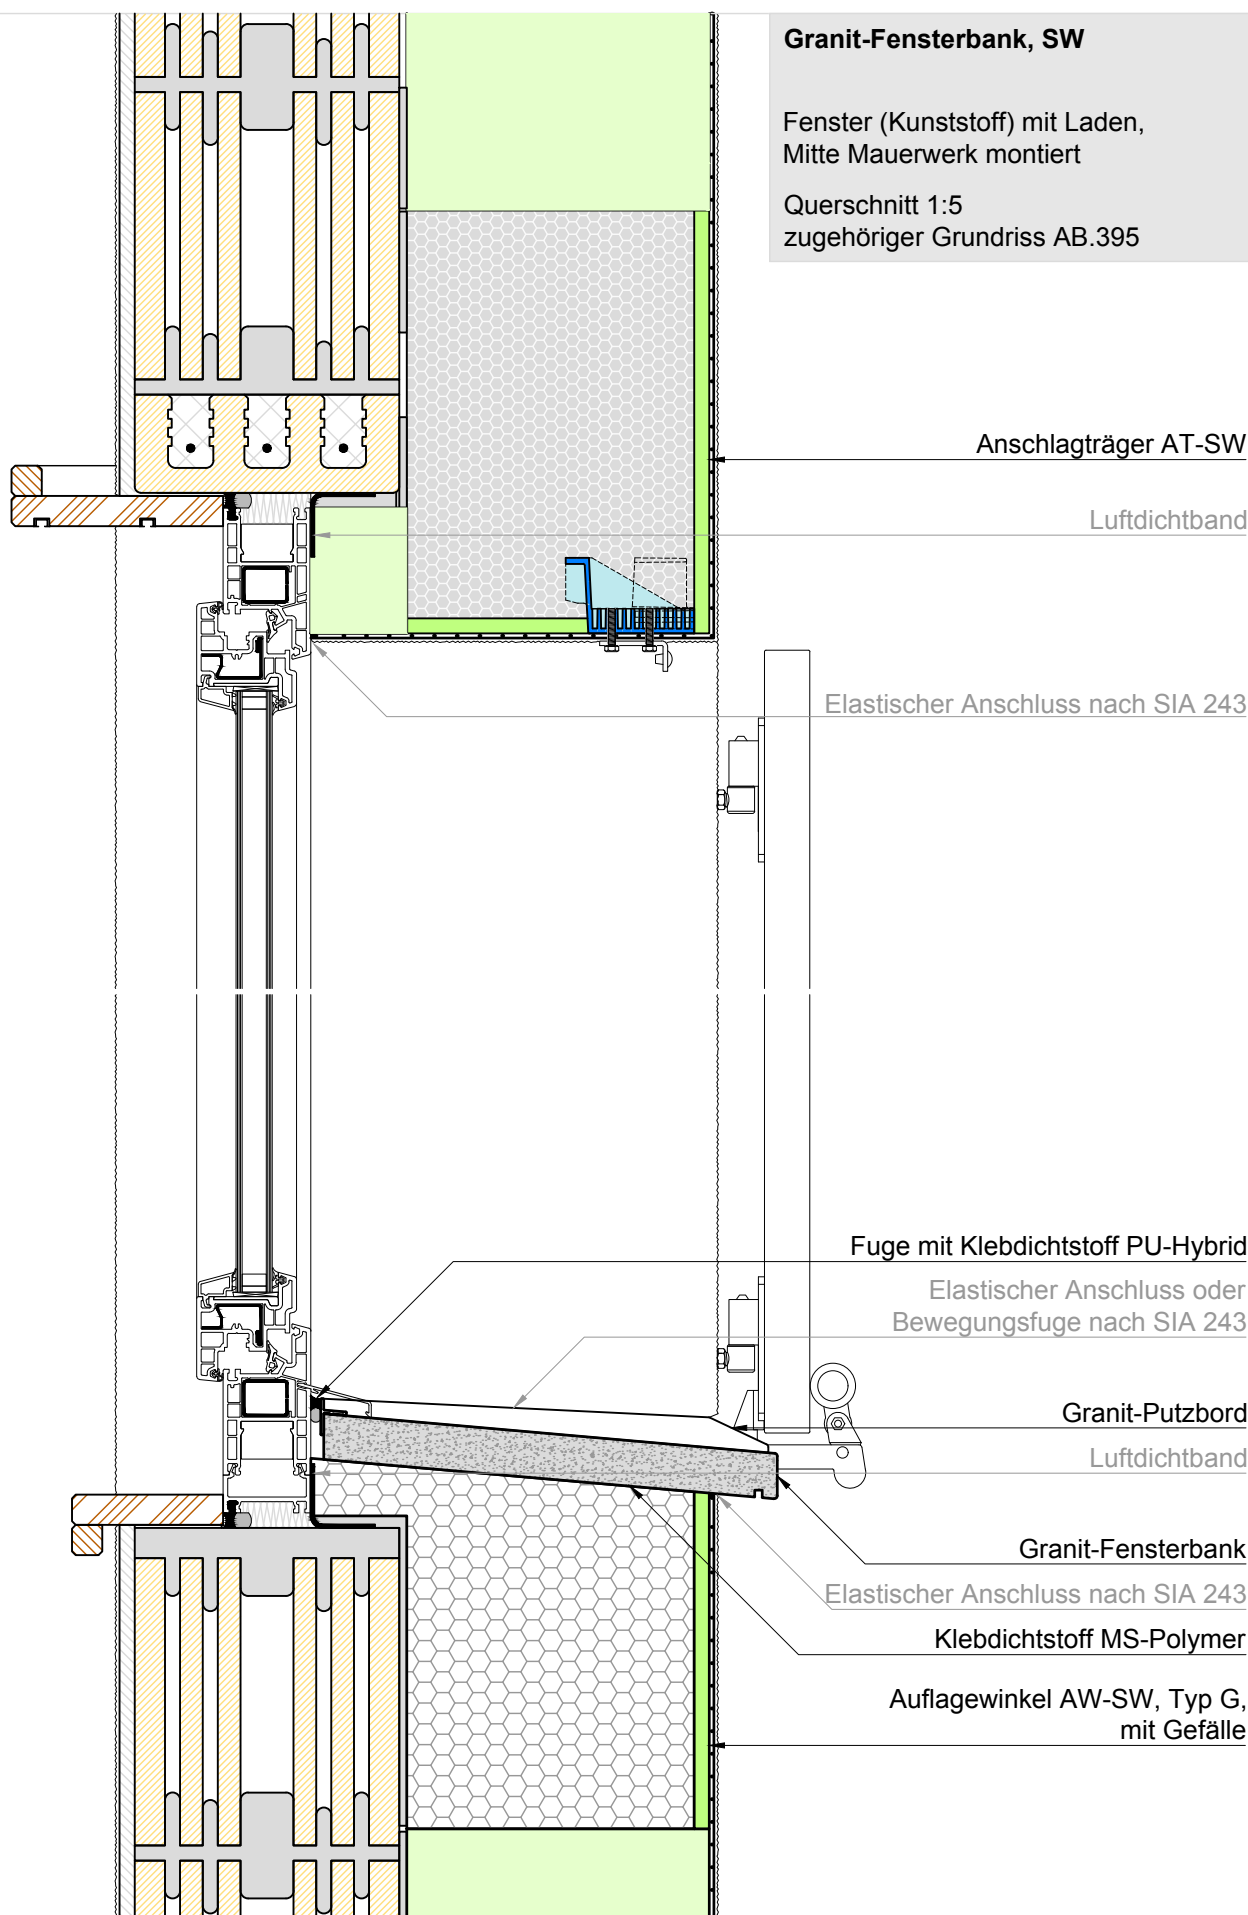 Granit-Fensterbank, SW
Fenster (Kunststoff) mit Laden,
Mitte Mauerwerk montiert
Querschnitt 1:5
zugehöriger Grundriss AB.395
Anschlagträger AT-SW
Luftdichtband
Elastischer Anschluss nach SIA 243
Fuge mit Klebdichtstoff PU-Hybrid
Elastischer Anschluss oder
Bewegungsfuge nach SIA 243
Granit-Putzbord
Luftdichtband
Granit-Fensterbank
Elastischer Anschluss nach SIA 243
Klebdichtstoff MS-Polymer
Auflagewinkel AW-SW, Typ G,
mit Gefälle